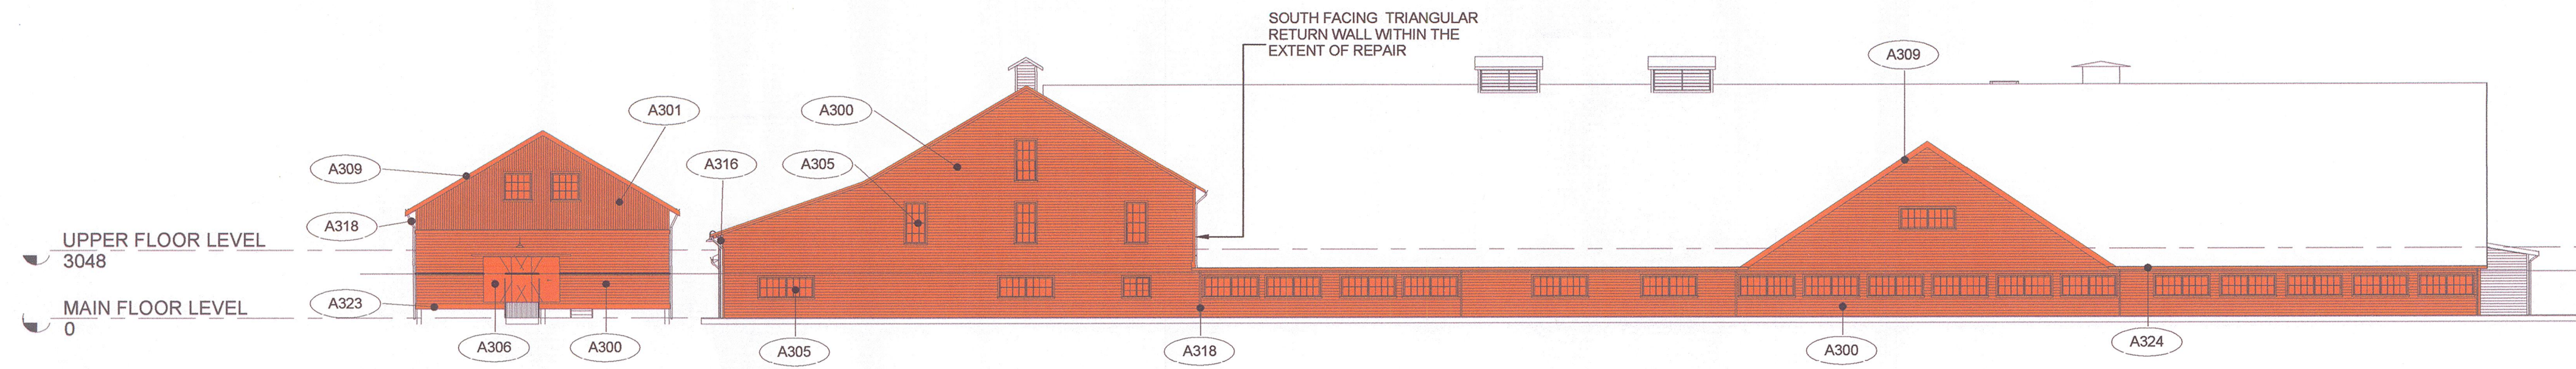 SOUTH FACING TRIANGULAR
RETURN WALL WITHIN THE
EXTENT OF REPAIR
A309
A301
A300
A309
A316
A305
A318
UPPER FLOOR LEVEL
3048
A323
MAIN FLOOR LEVEL
0
A306
A300
A305
A318
A300
A324